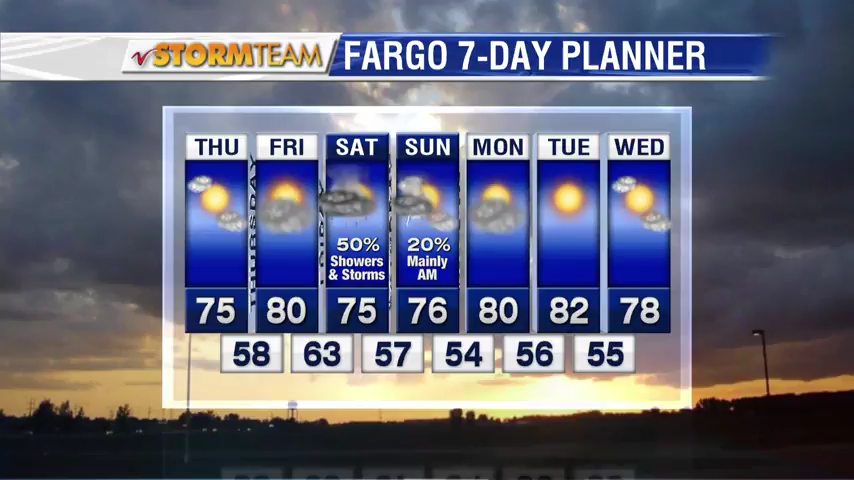 STORMTEAM
FARGO 7-DAY PLANNER
THU FRI SAT SUN MON TUE WED
50% 20%
Showers Mainly
& Storms AM
75 80 75 76 80 82 78
58 63 57 54 56 55
THURSDAY